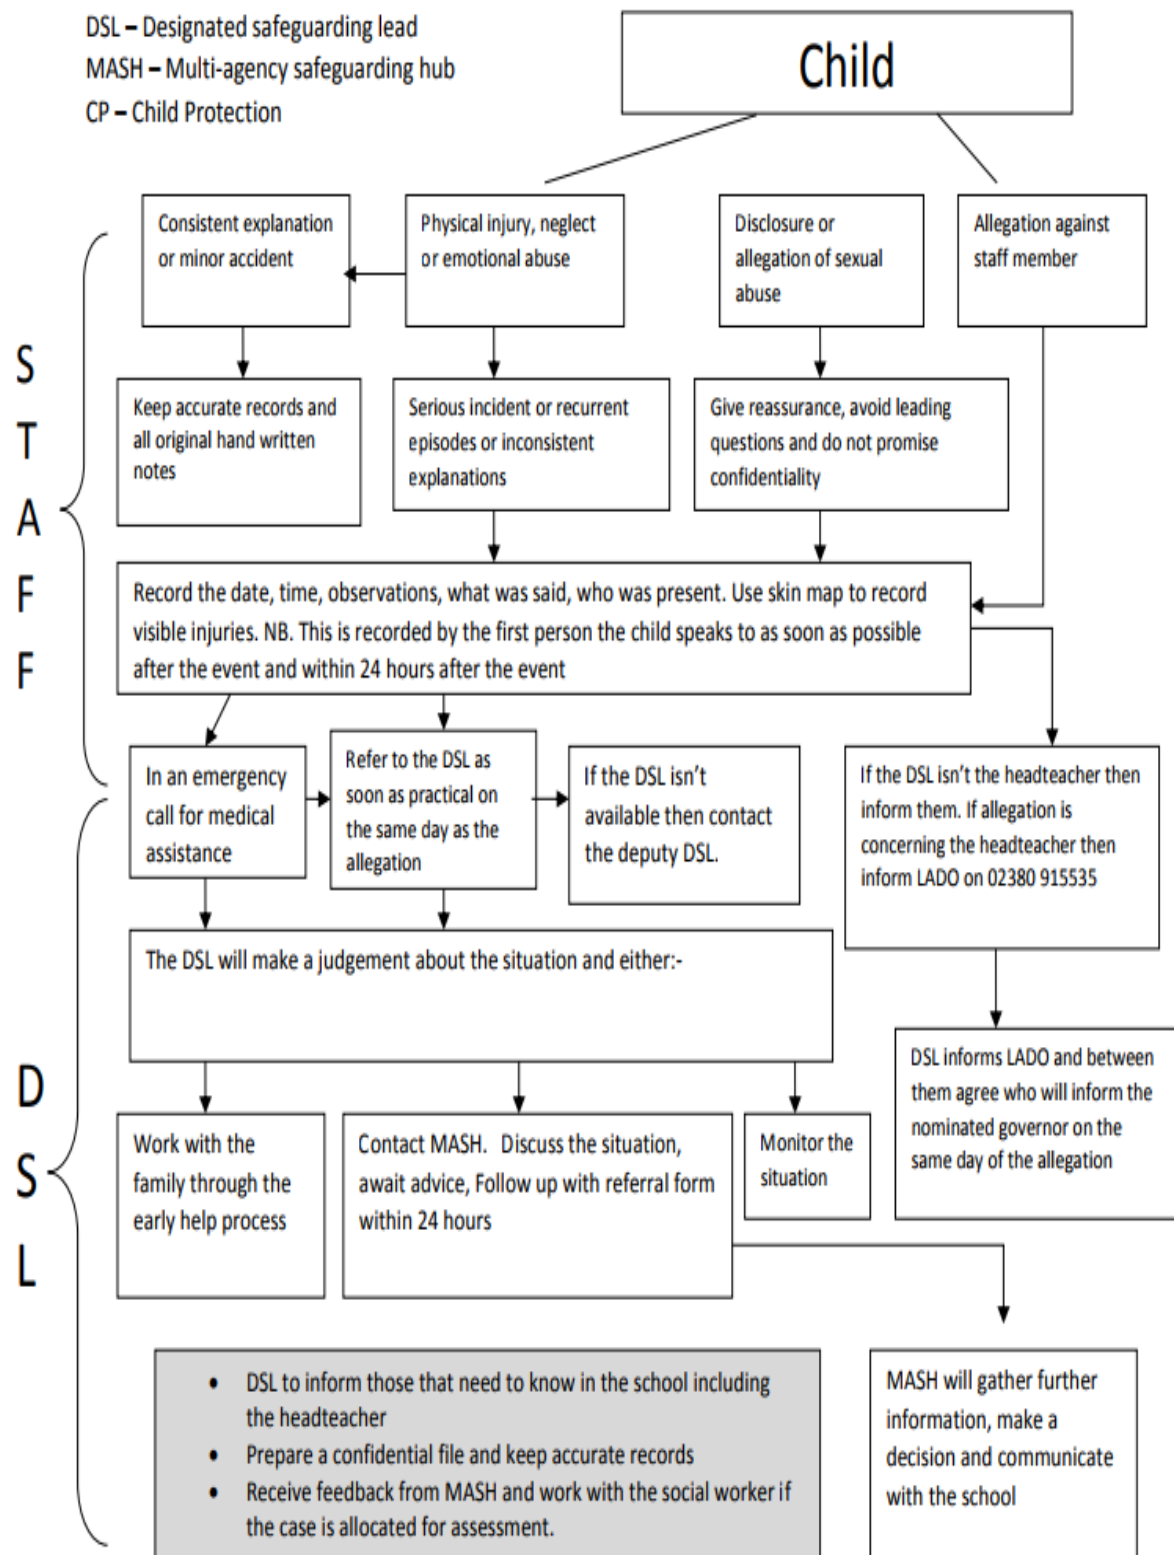 DSL – Designated safeguarding lead
MASH – Multi-agency safeguarding hub
CP – Child Protection
Child
Consistent explanation
or minor accident
Physical injury, neglect
or emotional abuse
Disclosure or
allegation of sexual
abuse
Allegation against
staff member
S
T
A
F
F
Keep accurate records and
all original hand written
notes
Serious incident or recurrent
episodes or inconsistent
explanations
Give reassurance, avoid leading
questions and do not promise
confidentiality
Record the date, time, observations, what was said, who was present. Use skin map to record
visible injuries. NB. This is recorded by the first person the child speaks to as soon as possible
after the event and within 24 hours after the event
In an emergency
call for medical
assistance
Refer to the DSL as
soon as practical on
the same day as the
allegation
If the DSL isn't
available then contact
the deputy DSL.
If the DSL isn't the headteacher then
inform them. If allegation is
concerning the headteacher then
inform LADO on 02380 915535
D
S
L
The DSL will make a judgement about the situation and either:-
DSL informs LADO and between
them agree who will inform the
nominated governor on the
same day of the allegation
Work with the
family through the
early help process
Contact MASH. Discuss the situation,
await advice, Follow up with referral form
within 24 hours
Monitor the
situation
• DSL to inform those that need to know in the school including
the headteacher
• Prepare a confidential file and keep accurate records
• Receive feedback from MASH and work with the social worker if
the case is allocated for assessment.
MASH will gather further
information, make a
decision and communicate
with the school